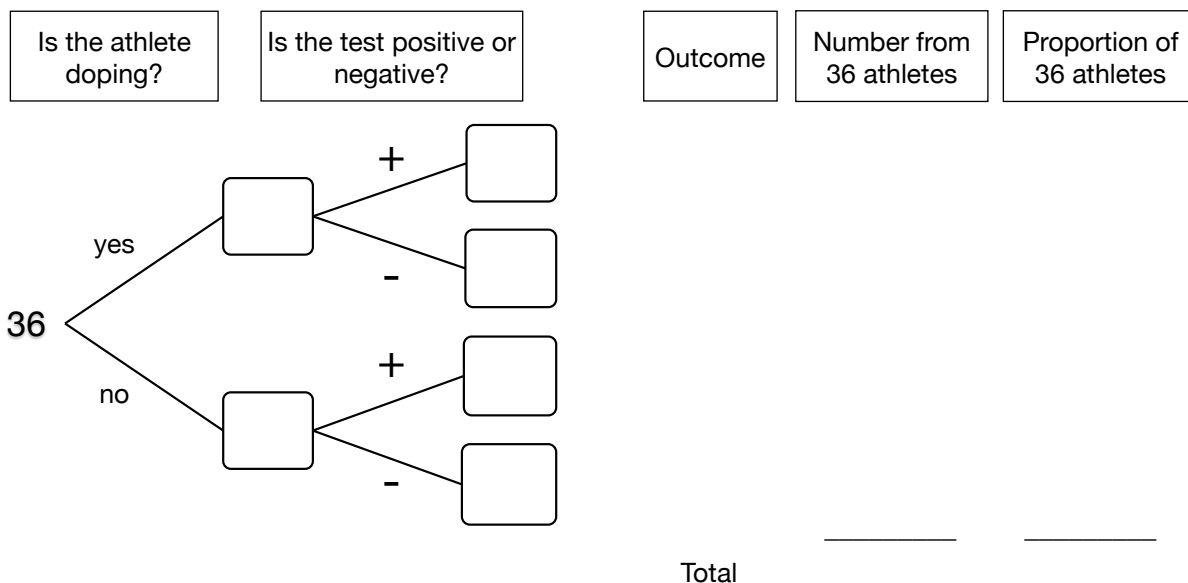 Is the athlete
doping?
Is the test positive or
negative?
Outcome
Number from
36 athletes
Proportion of
36 athletes
+
yes
-
36
+
no
-
Total